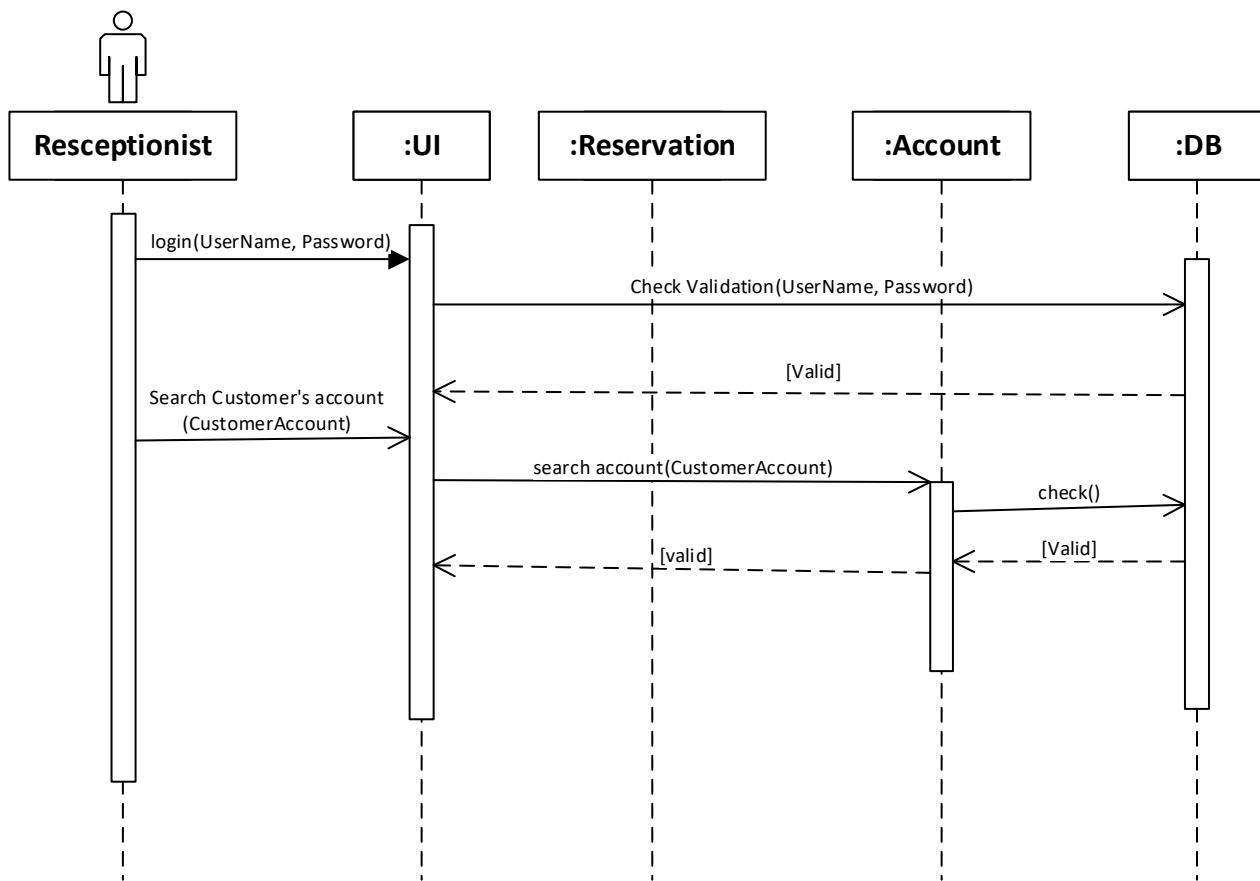 Resceptionist
:UI
:Reservation
:Account
:DB
login(UserName, Password)
Check Validation(UserName, Password)
[Valid]
Search Customer's account
(CustomerAccount)
search account(CustomerAccount)
check()
[Valid]
[valid]